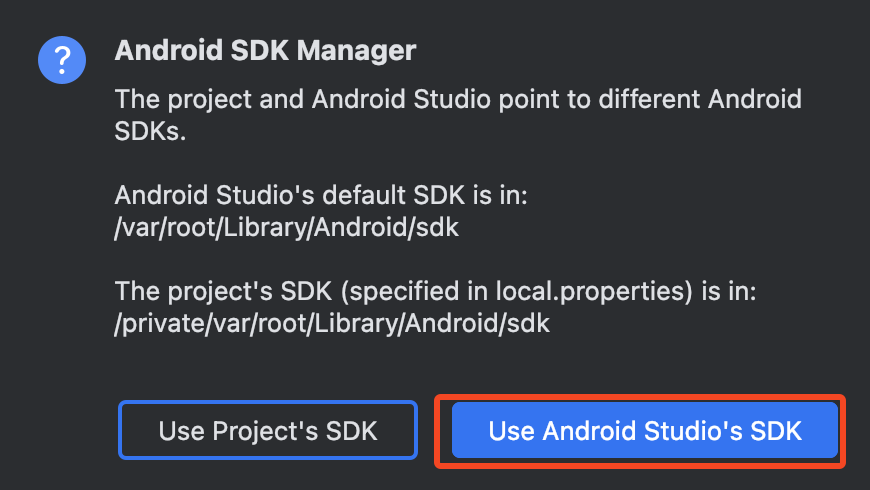 ?
Android SDK Manager
The project and Android Studio point to different Android
SDKs.
Android Studio's default SDK is in:
/var/root/Library/Android/sdk
The project's SDK (specified in local.properties) is in:
/private/var/root/Library/Android/sdk
Use Project's SDK
Use Android Studio's SDK